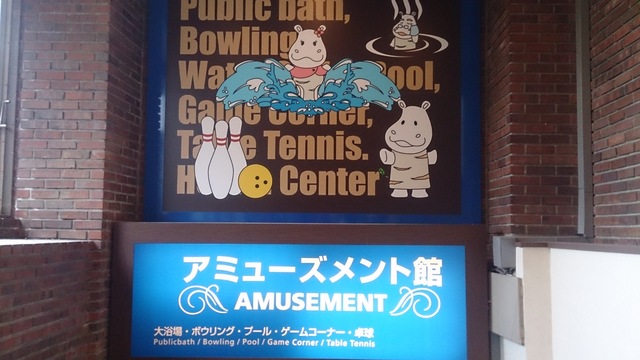 Public bath,
Bowling
Wat Pool,
Game Corner,
Ta Tennis.
H Center
アミューズメント館
AMUSEMENT
大浴場・ボウリング・プール・ゲームコーナー・卓球
Publicbath / Bowling / Pool / Game Corner / Table Tennis